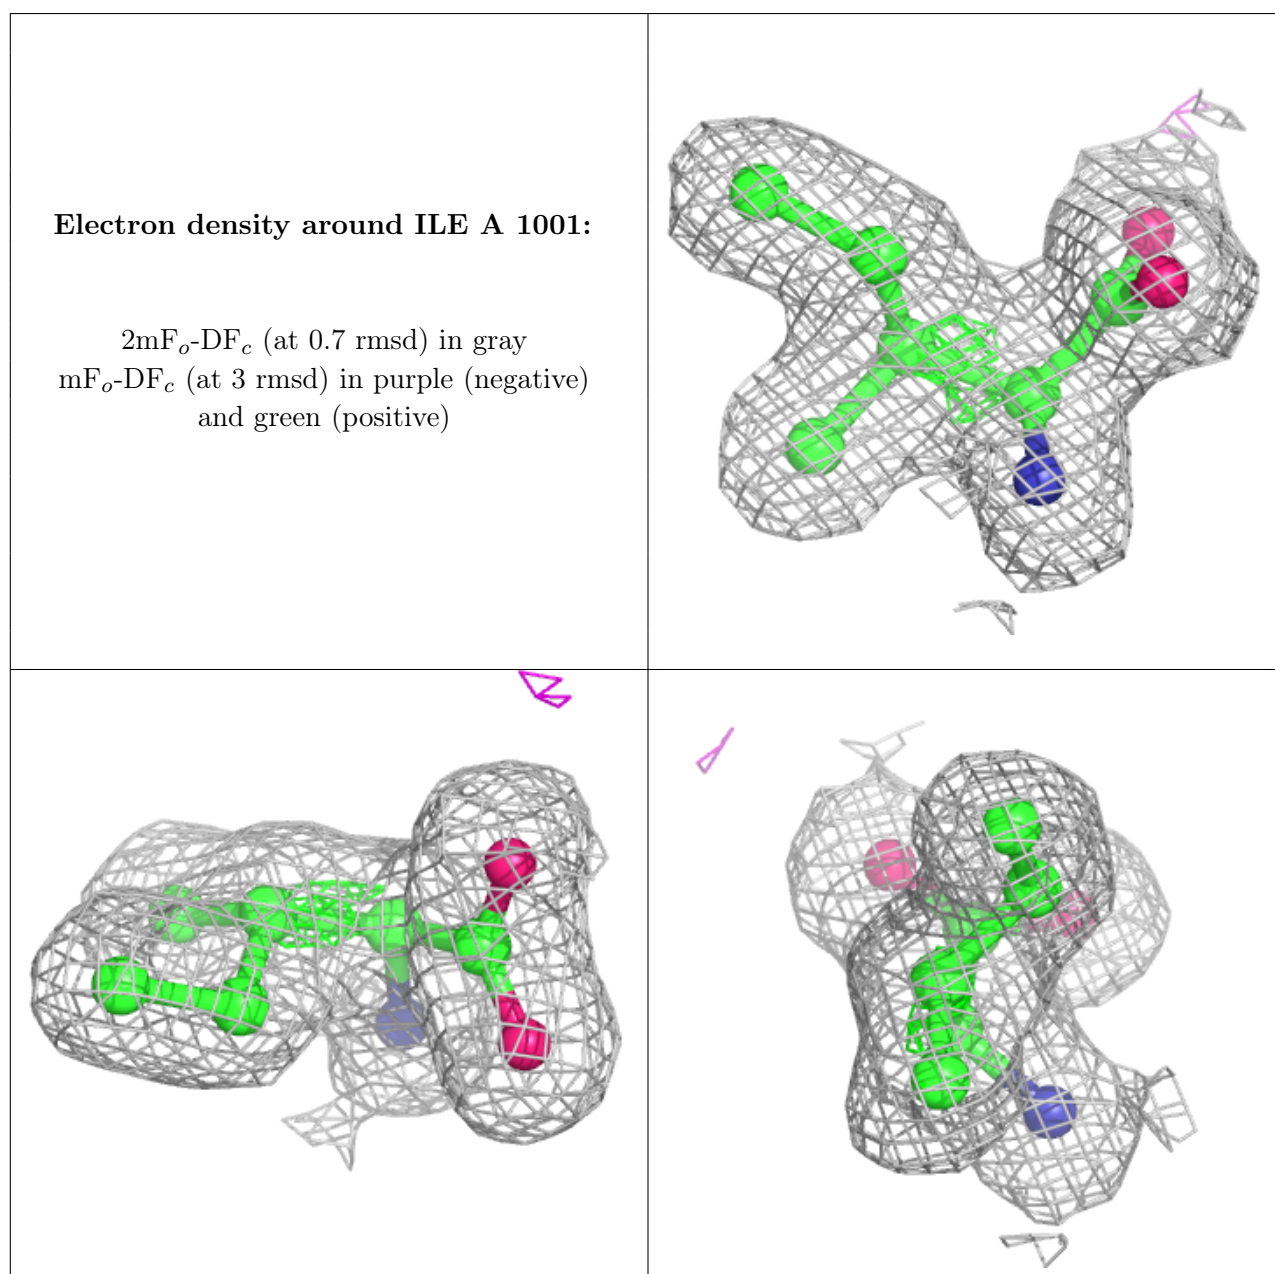 Electron density around ILE A 1001:
2mFo-DFc (at 0.7 rmsd) in gray
mFo-DFc (at 3 rmsd) in purple (negative)
and green (positive)